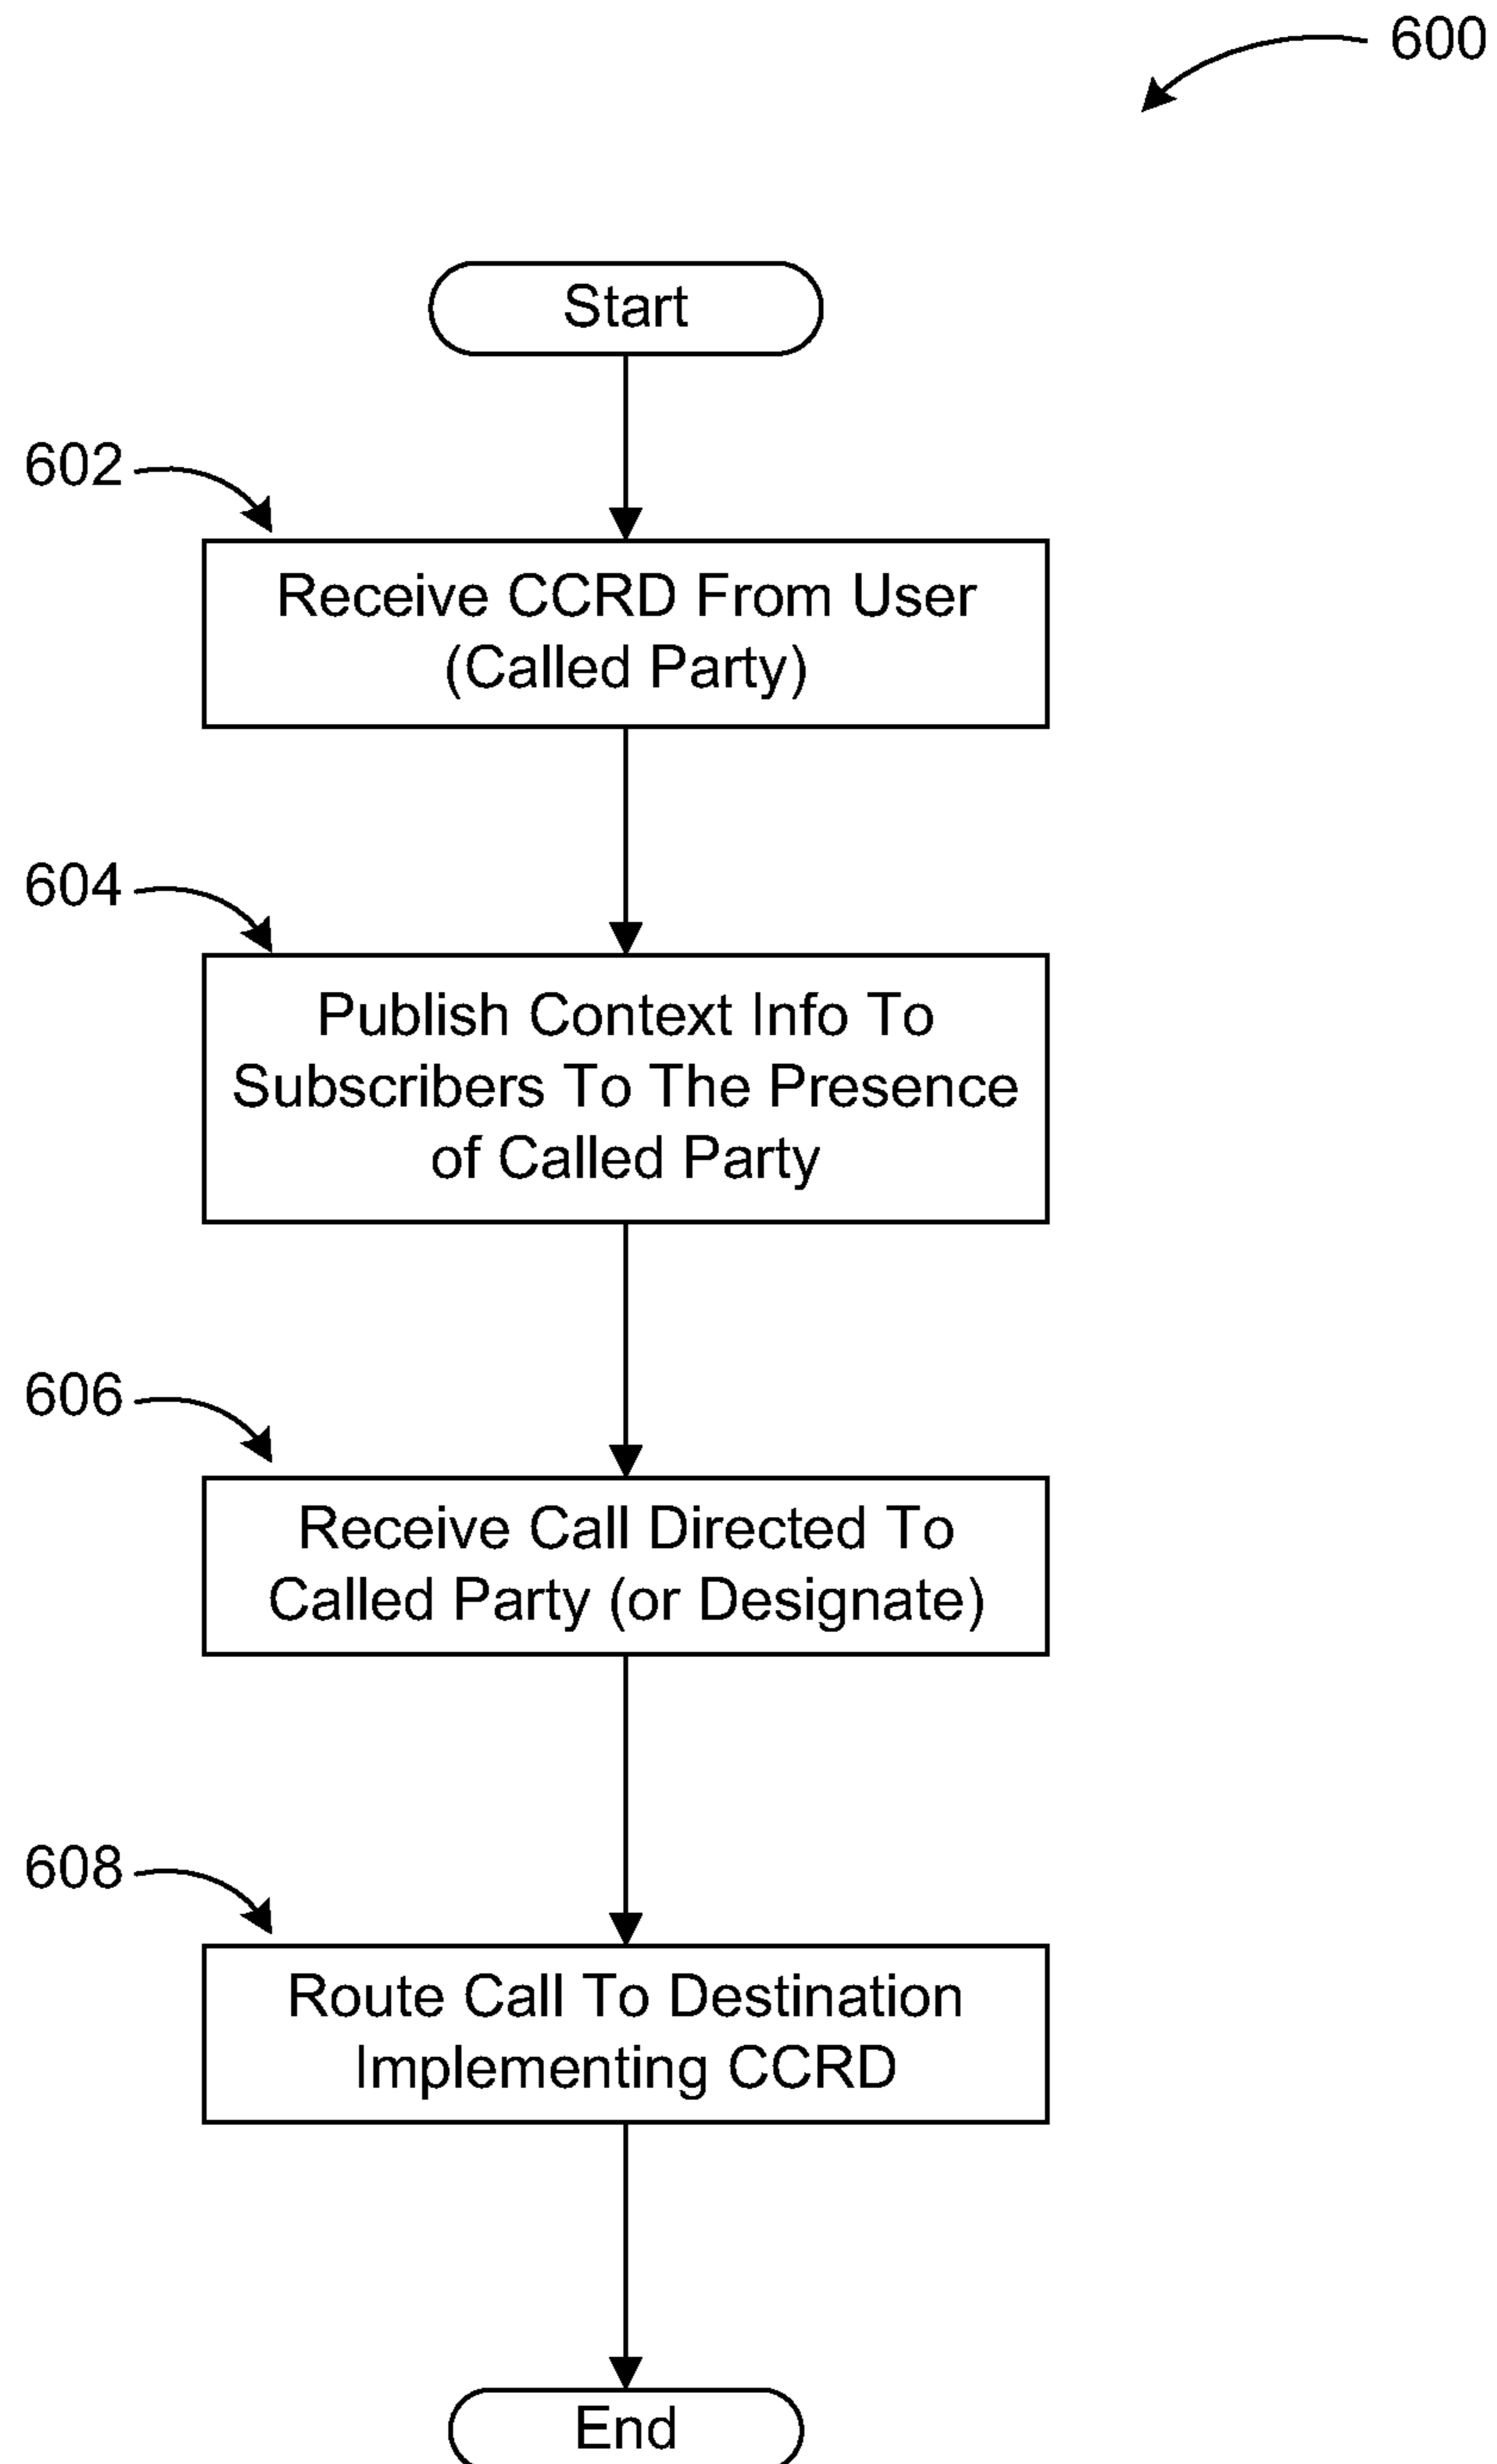 600
Start
602
Receive CCRD From User
(Called Party)
604
Publish Context Info To
Subscribers To The Presence
of Called Party
606
Receive Call Directed To
Called Party (or Designate)
608
Route Call To Destination
Implementing CCRD
End